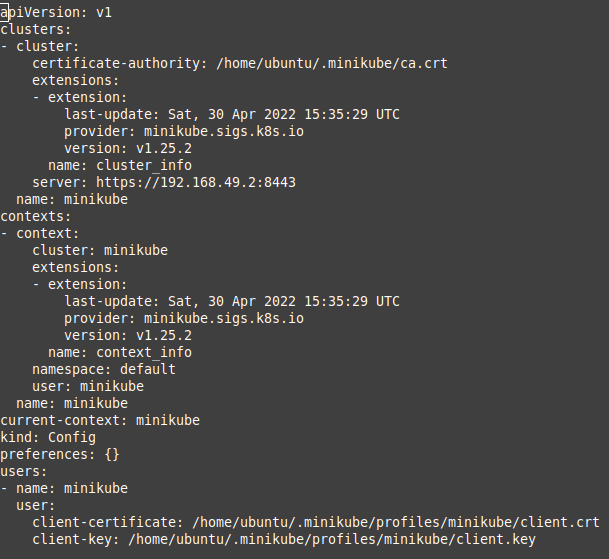 apiVersion: v1
clusters:
- cluster:
    certificate-authority: /home/ubuntu/.minikube/ca.crt
    extensions:
    - extension:
        last-update: Sat, 30 Apr 2022 15:35:29 UTC
        provider: minikube.sigs.k8s.io
        version: v1.25.2
      name: cluster_info
    server: https://192.168.49.2:8443
  name: minikube
contexts:
- context:
    cluster: minikube
    extensions:
    - extension:
        last-update: Sat, 30 Apr 2022 15:35:29 UTC
        provider: minikube.sigs.k8s.io
        version: v1.25.2
      name: context_info
    namespace: default
    user: minikube
  name: minikube
current-context: minikube
kind: Config
preferences: {}
users:
- name: minikube
  user:
    client-certificate: /home/ubuntu/.minikube/profiles/minikube/client.crt
    client-key: /home/ubuntu/.minikube/profiles/minikube/client.key